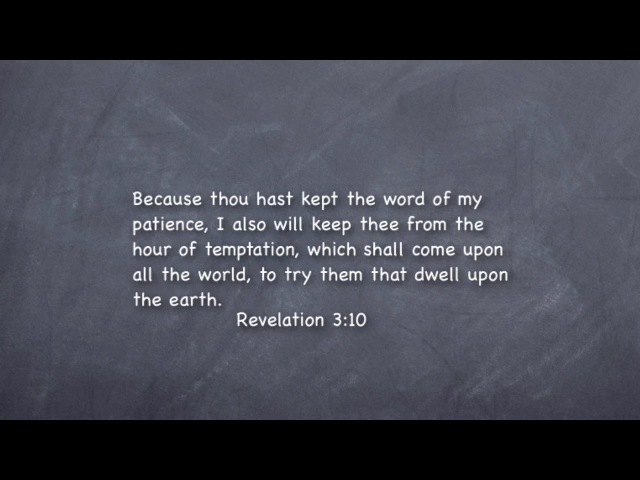 Because thou hast kept the word of my
patience, I also will keep thee from the
hour of temptation, which shall come upon
all the world, to try them that dwell upon
the earth.
Revelation 3:10